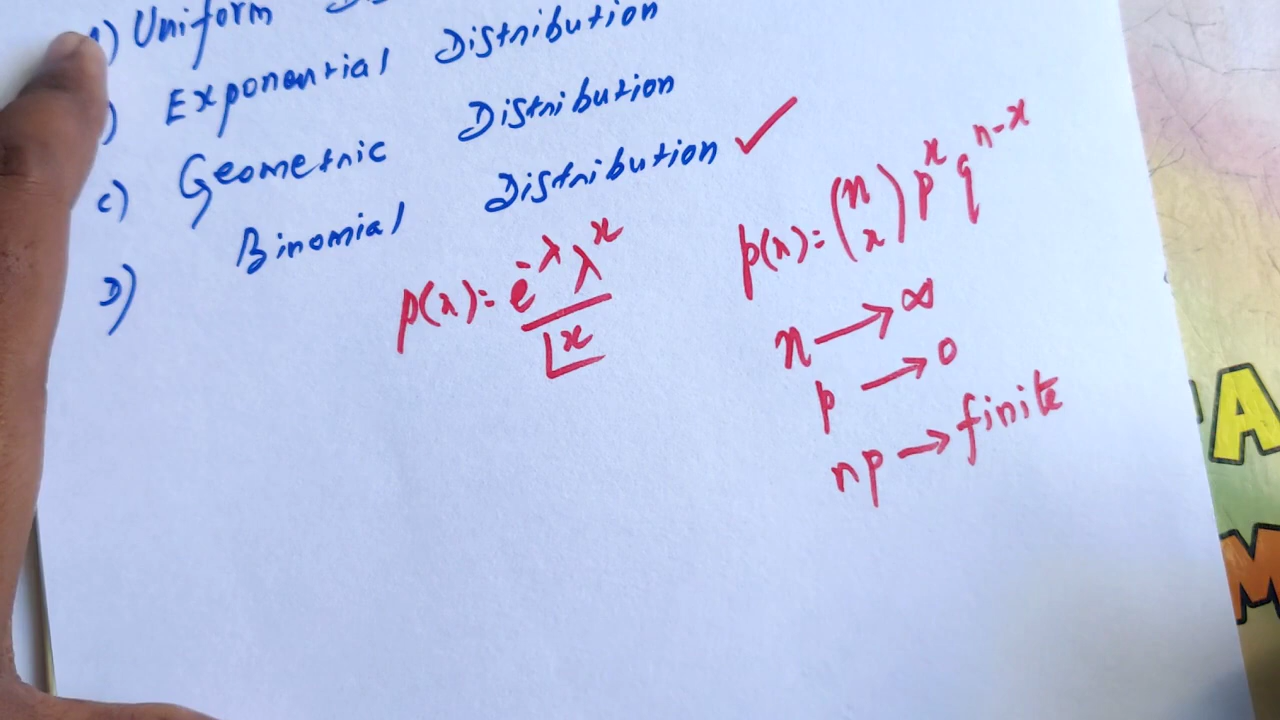 A) Uniform
) Exponential Distribution
C) Geometric Distribution
D) Binomial Distribution ✓
p(x) = e^-λ λ^x / ⌊x
p(x) = (n x) p^x q^n-x
n → ∞
p → 0
np → finite
A
M